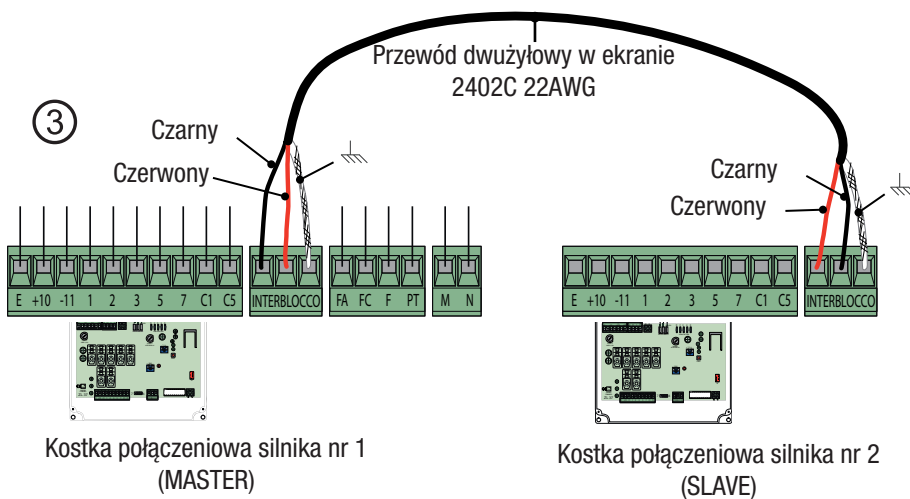 Przewód dwużyłowy w ekranie
2402C 22AWG
3
Czarny
Czerwony
Czarny
Czerwony
E +10 -11 1 2 3 5 7 C1 C5 INTERBLOCCO FA FC F PT M N
E +10 -11 1 2 3 5 7 C1 C5 INTERBLOCCO
Kostka połączeniowa silnika nr 1
(MASTER)
Kostka połączeniowa silnika nr 2
(SLAVE)